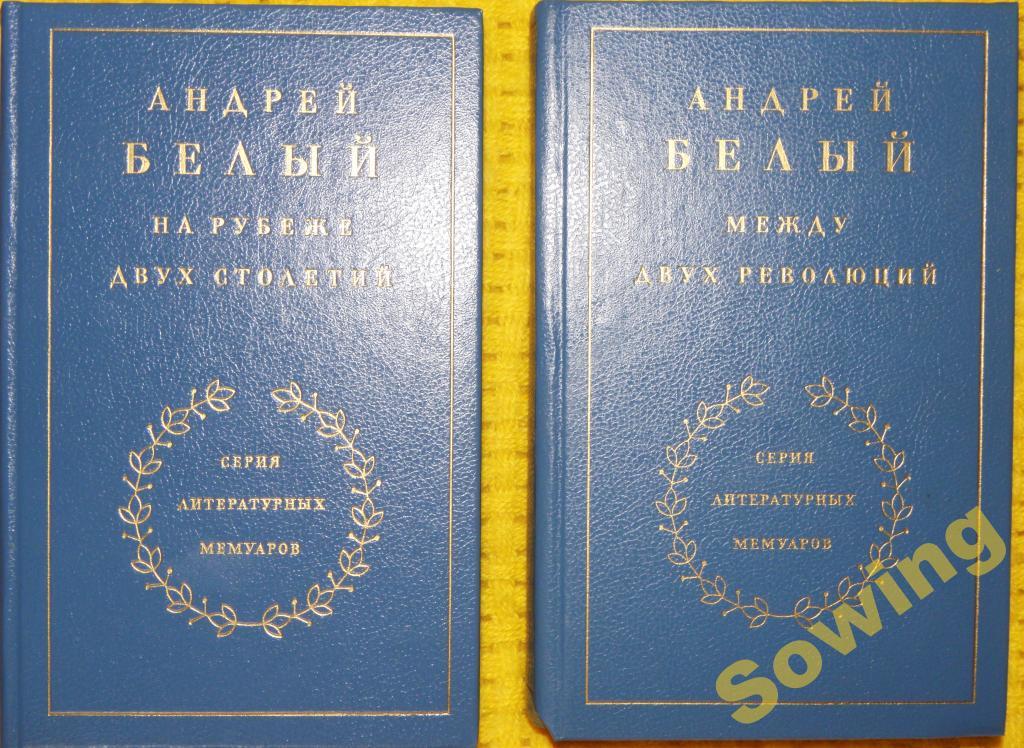 АНДРЕЙ
БЕЛЫЙ
НА РУБЕЖЕ
ДВУХ СТОЛЕТИЙ
СЕРИЯ
ЛИТЕРАТУРНЫХ
МЕМУАРОВ
АНДРЕЙ
БЕЛЫЙ
МЕЖДУ
ДВУХ РЕВОЛЮЦИЙ
СЕРИЯ
ЛИТЕРАТУРНЫХ
МЕМУАРОВ
Sowing